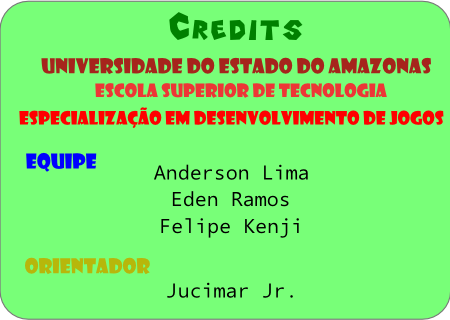 CREDITS
UNIVERSIDADE DO ESTADO DO AMAZONAS
ESCOLA SUPERIOR DE TECNOLOGIA
ESPECIALIZAÇÃO EM DESENVOLVIMENTO DE JOGOS
EQUIPE
Anderson Lima
Eden Ramos
Felipe Kenji
ORIENTADOR
Jucimar Jr.